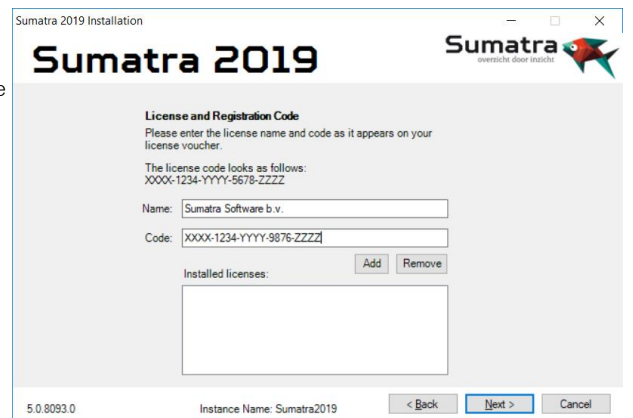 Sumatra 2019 Installation
Sumatra 2019
Sumatra
overzicht door inzicht
e
License and Registration Code
Please enter the license name and code as it appears on your
license voucher.
The license code looks as follows:
XXXX-1234-YYYY-5678-ZZZZ
Name: Sumatra Software b.v.
Code: XXXX-1234-YYYY-9876-ZZZZ
Add Remove
Installed licenses:
5.0.8093.0 Instance Name: Sumatra2019 < Back Next > Cancel